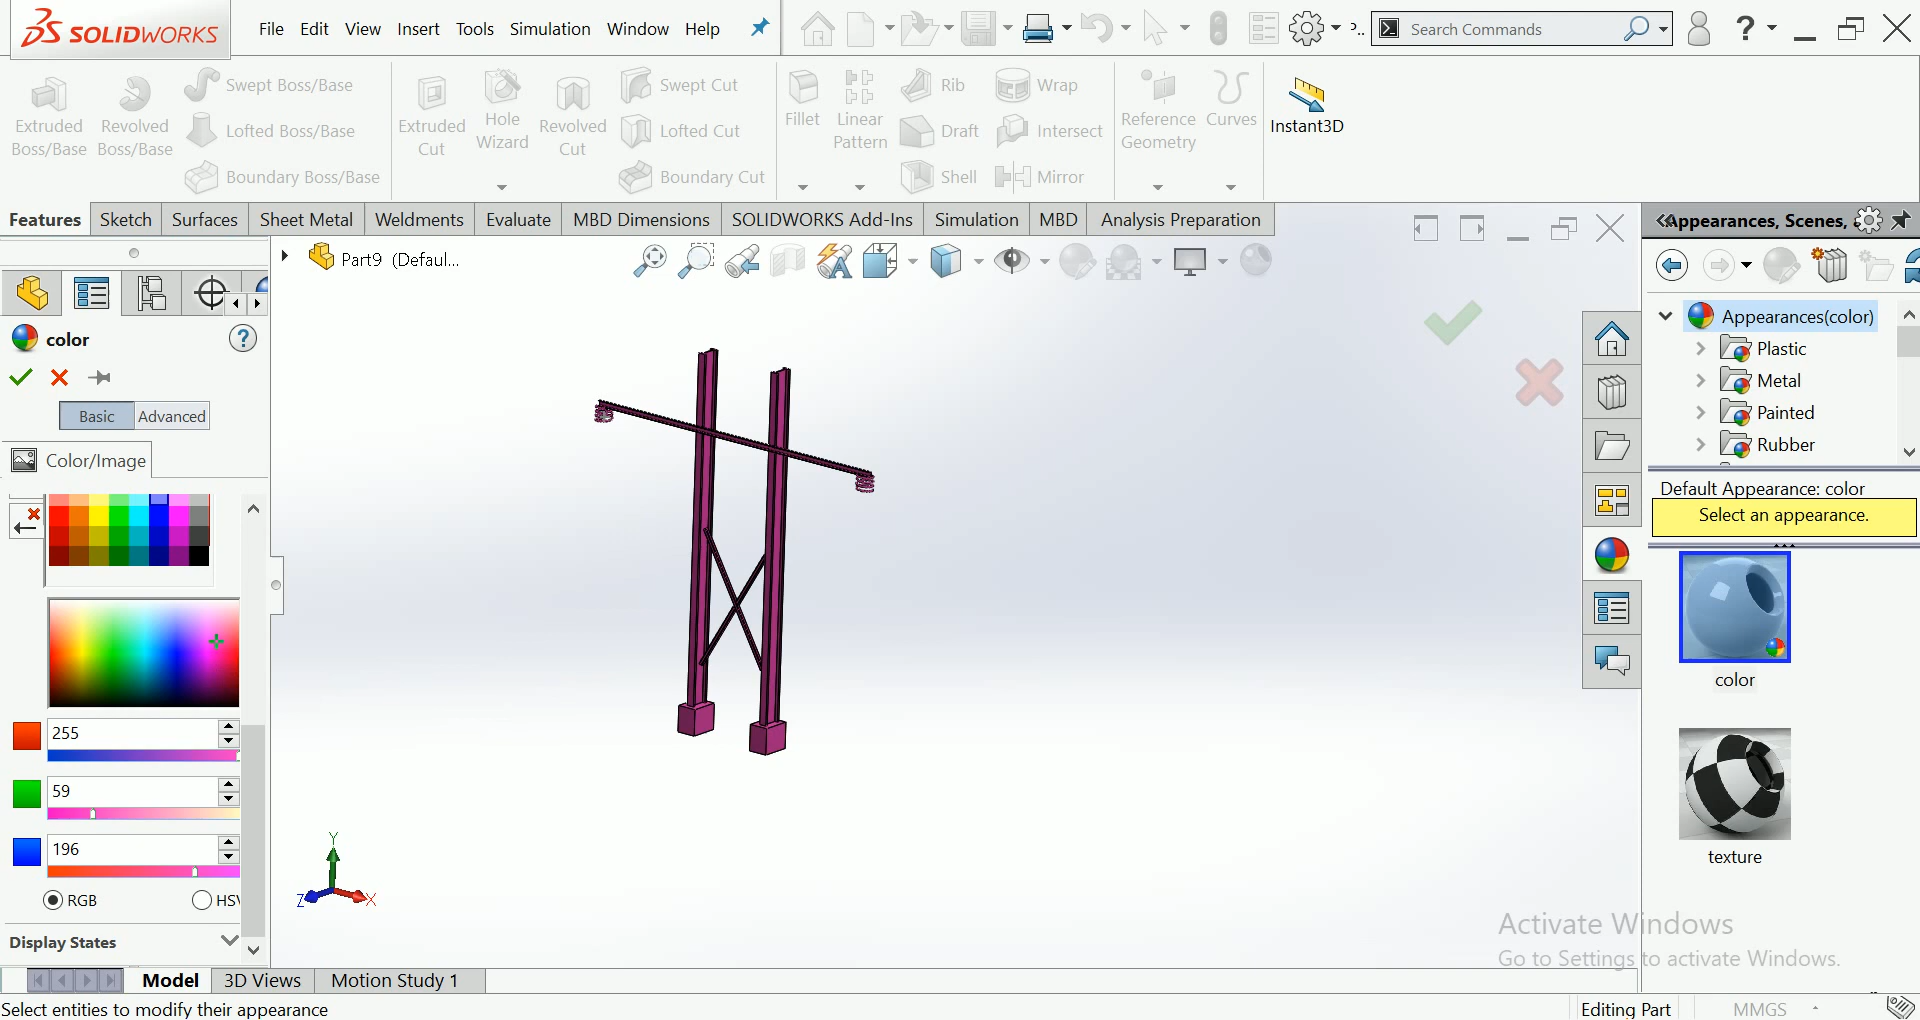 SOLIDWORKS
File Edit View Insert Tools Simulation Window Help
P..
Search Commands
?
Extruded Boss/Base
Revolved Boss/Base
Swept Boss/Base
Lofted Boss/Base
Boundary Boss/Base
Extruded Cut
Hole Wizard
Revolved Cut
Swept Cut
Lofted Cut
Boundary Cut
Fillet
Linear Pattern
Rib
Draft
Shell
Wrap
Intersect
Mirror
Reference Geometry
Curves
Instant3D
Features Sketch Surfaces Sheet Metal Weldments Evaluate MBD Dimensions SOLIDWORKS Add-Ins Simulation MBD Analysis Preparation
Part9 (Defaul...
color
?
Basic Advanced
Color/Image
255
59
196
RGB
HSV
Display States
Y
Z
X
Appearances, Scenes,
Appearances(color)
Plastic
Metal
Painted
Rubber
Default Appearance: color
Select an appearance.
color
texture
Activate Windows
Go to Settings to activate Windows.
Model 3D Views Motion Study 1
Select entities to modify their appearance
Editing Part
MMGS